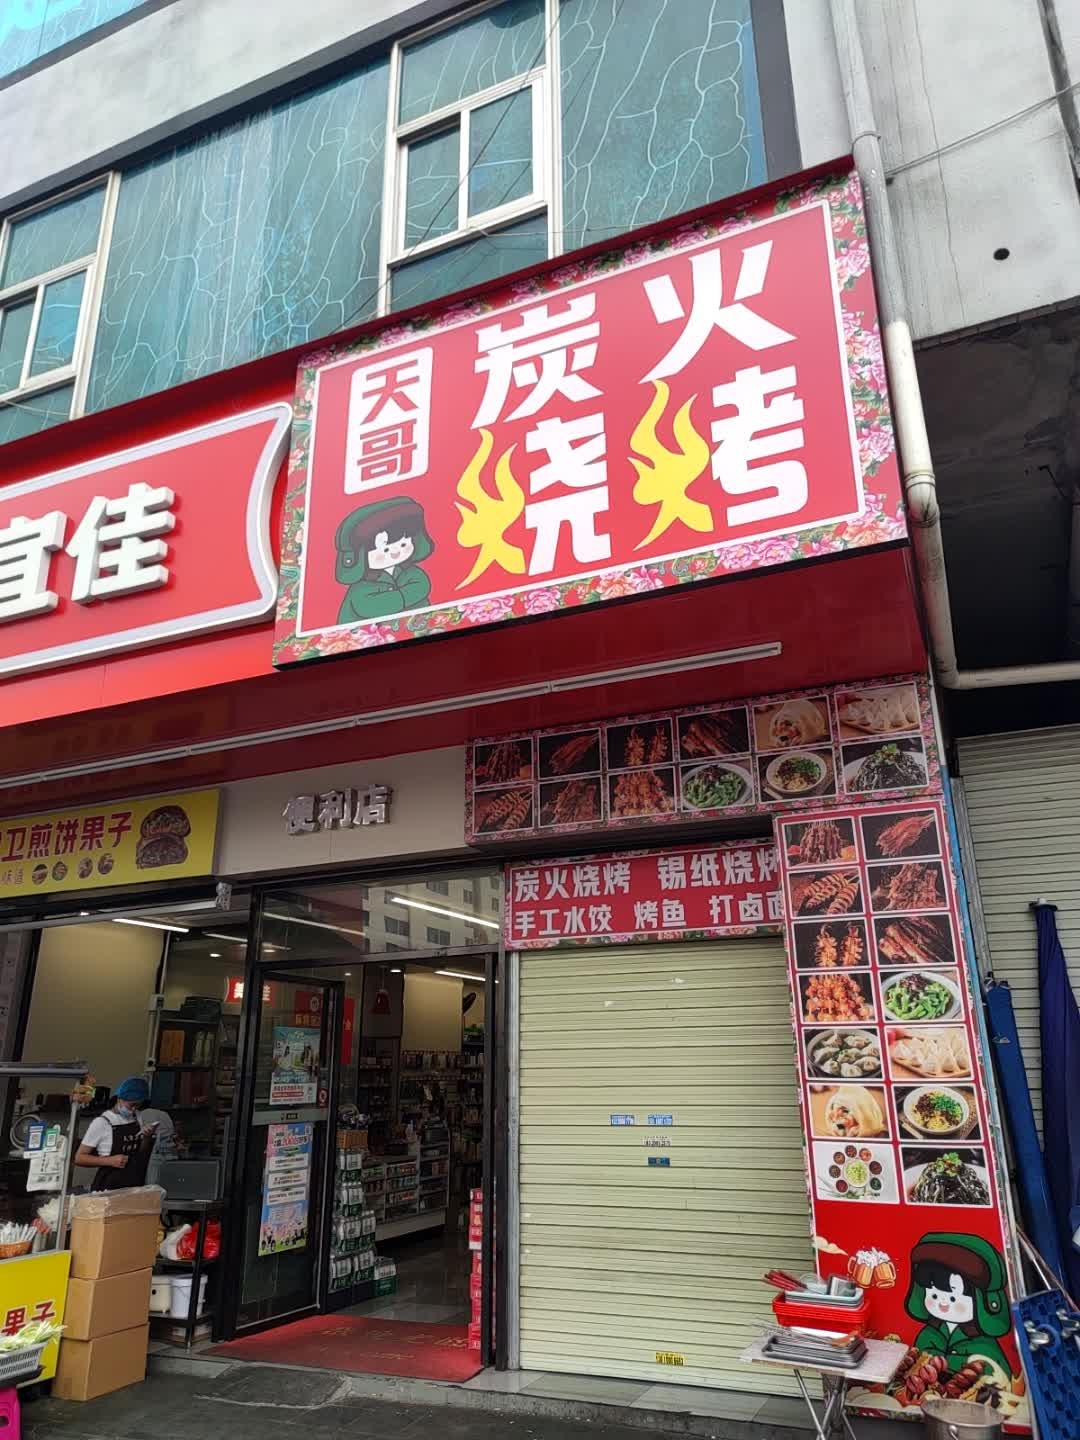 天哥
炭火
烧烤
宜佳
便利店
卫煎饼果子
炭火烧烤 锡纸烧烤
手工水饺 烤鱼 打卤面
果子